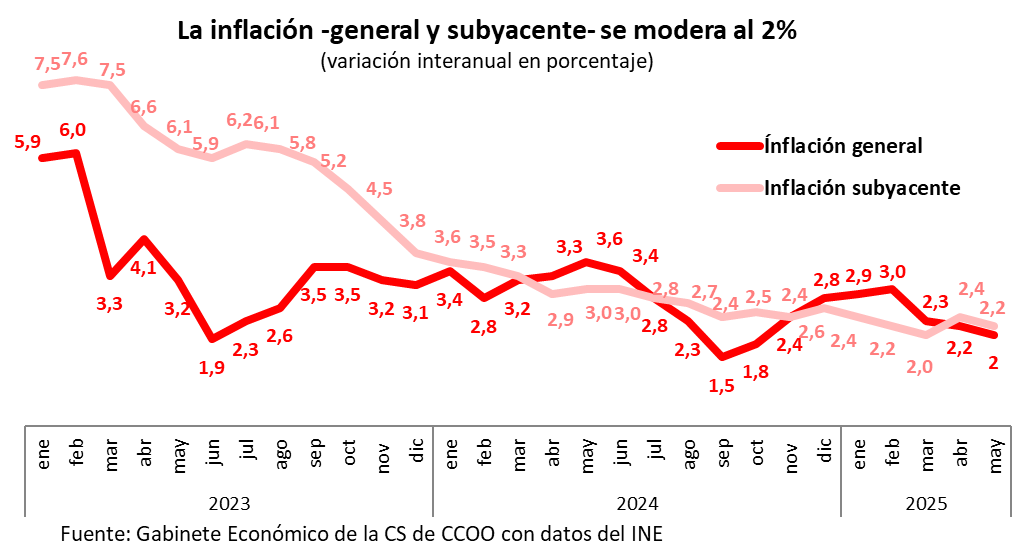 La inflación -general y subyacente- se modera al 2%
(variación interanual en porcentaje)
7,5 7,6 7,5 6,6 6,1 5,9 6,2 6,1 5,8 5,2 4,5 3,8 3,6 3,5 3,3 2,9 3,0 3,0 2,8 2,7 2,4 2,5 2,4 2,6 2,4 2,2 2,0 2,4 2,2
5,9 6,0 3,3 4,1 3,2 1,9 2,3 2,6 3,5 3,5 3,2 3,1 3,4 2,8 3,2 3,3 3,6 3,4 2,8 2,3 1,5 1,8 2,4 2,8 2,9 3,0 2,3 2,2 2
Ínflación general
Inflación subyacente
ene feb mar abr may jun jul ago sep oct nov dic ene feb mar abr may jun jul ago sep oct nov dic ene feb mar abr may
2023 2024 2025
Fuente: Gabinete Económico de la CS de CCOO con datos del INE